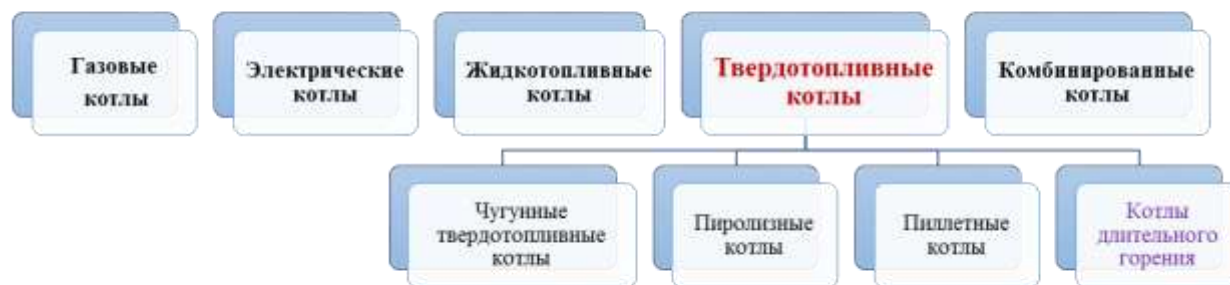 Газовые
котлы
Электрические
котлы
Жидкотопливные
котлы
Твердотопливные
котлы
Комбинированные
котлы
Чугунные
твердотопливные
котлы
Пиролизные
котлы
Пиллетные
котлы
Котлы
длительного
горения